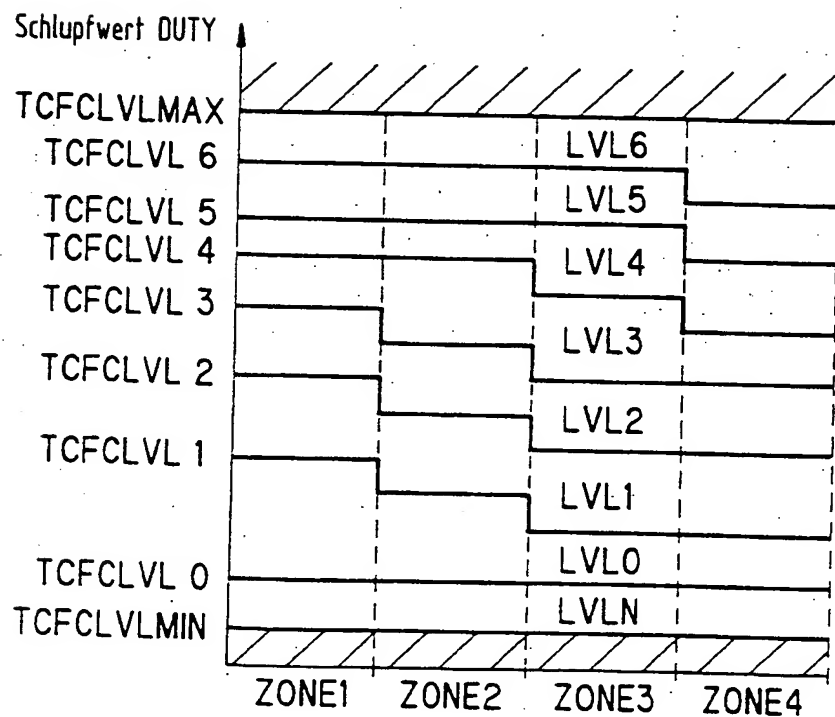 Schlupfwert DUTY
TCFCLVLMAX
TCFCLVL 6
LVL6
TCFCLVL 5
LVL5
TCFCLVL 4
LVL4
TCFCLVL 3
LVL3
TCFCLVL 2
LVL2
TCFCLVL 1
LVL1
TCFCLVL 0
LVL0
TCFCLVLMIN
LVLN
ZONE1 ZONE2 ZONE3 ZONE4